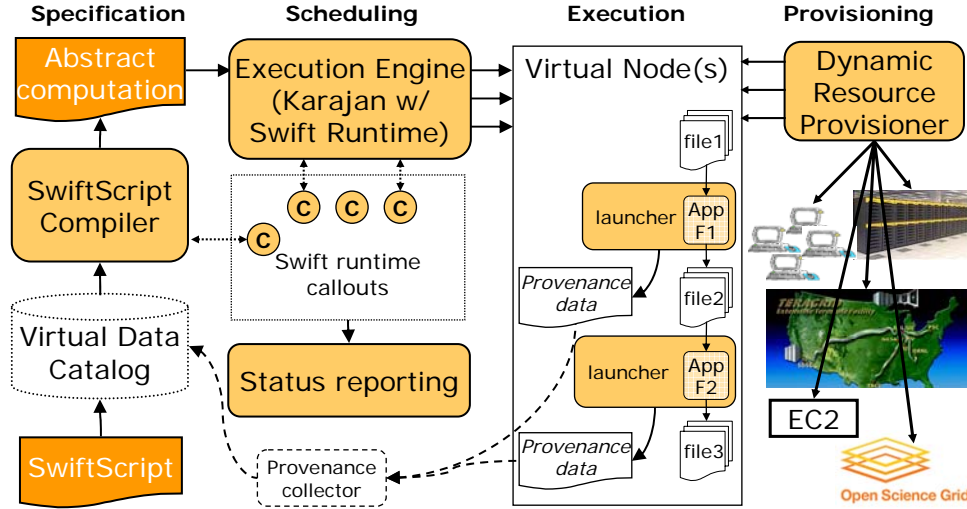 Specification
Scheduling
Execution
Provisioning
Abstract
computation
Execution Engine
(Karajan w/
Swift Runtime)
Virtual Node(s)
Dynamic
Resource
Provisioner
file1
SwiftScript
Compiler
C
C
C
C
Swift runtime
callouts
launcher
App
F1
Provenance
data
file2
Virtual Data
Catalog
Status reporting
launcher
App
F2
Provenance
data
file3
SwiftScript
Provenance
collector
TERAGRID
EC2
Open Science Grid